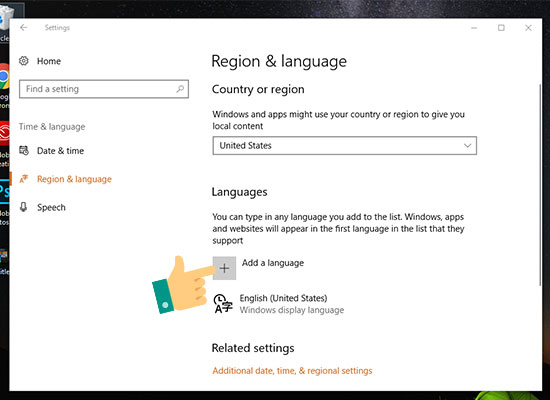 Settings
Home
Region & language
Find a setting
Country or region
Windows and apps might use your country or region to give you
local content
United States
Time & language
Date & time
Region & language
Speech
Languages
You can type in any language you add to the list. Windows, apps
and websites will appear in the first language in the list that they
support
Add a language
English (United States)
Windows display language
Related settings
Additional date, time, & regional settings